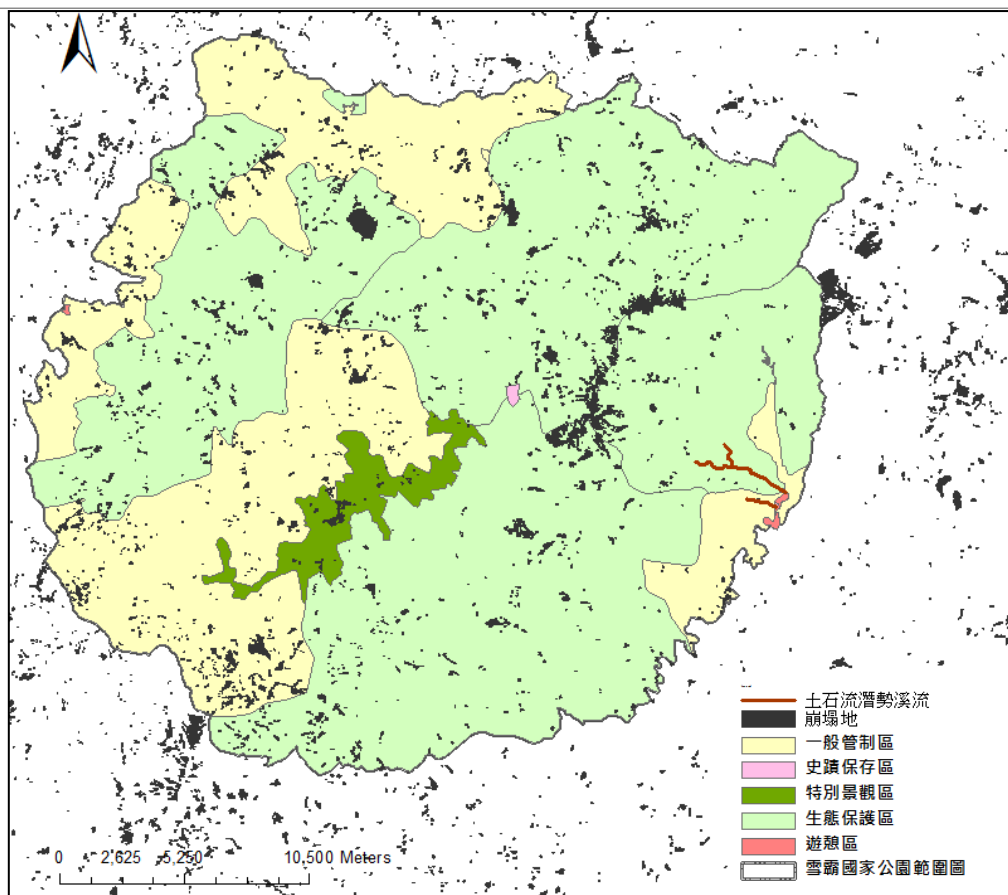 土石流潛勢溪流
崩塌地
一般管制區
史蹟保存區
特別景觀區
生態保護區
遊憩區
雪霸國家公園範圍圖
0 2,625 5,250 10,500 Meters